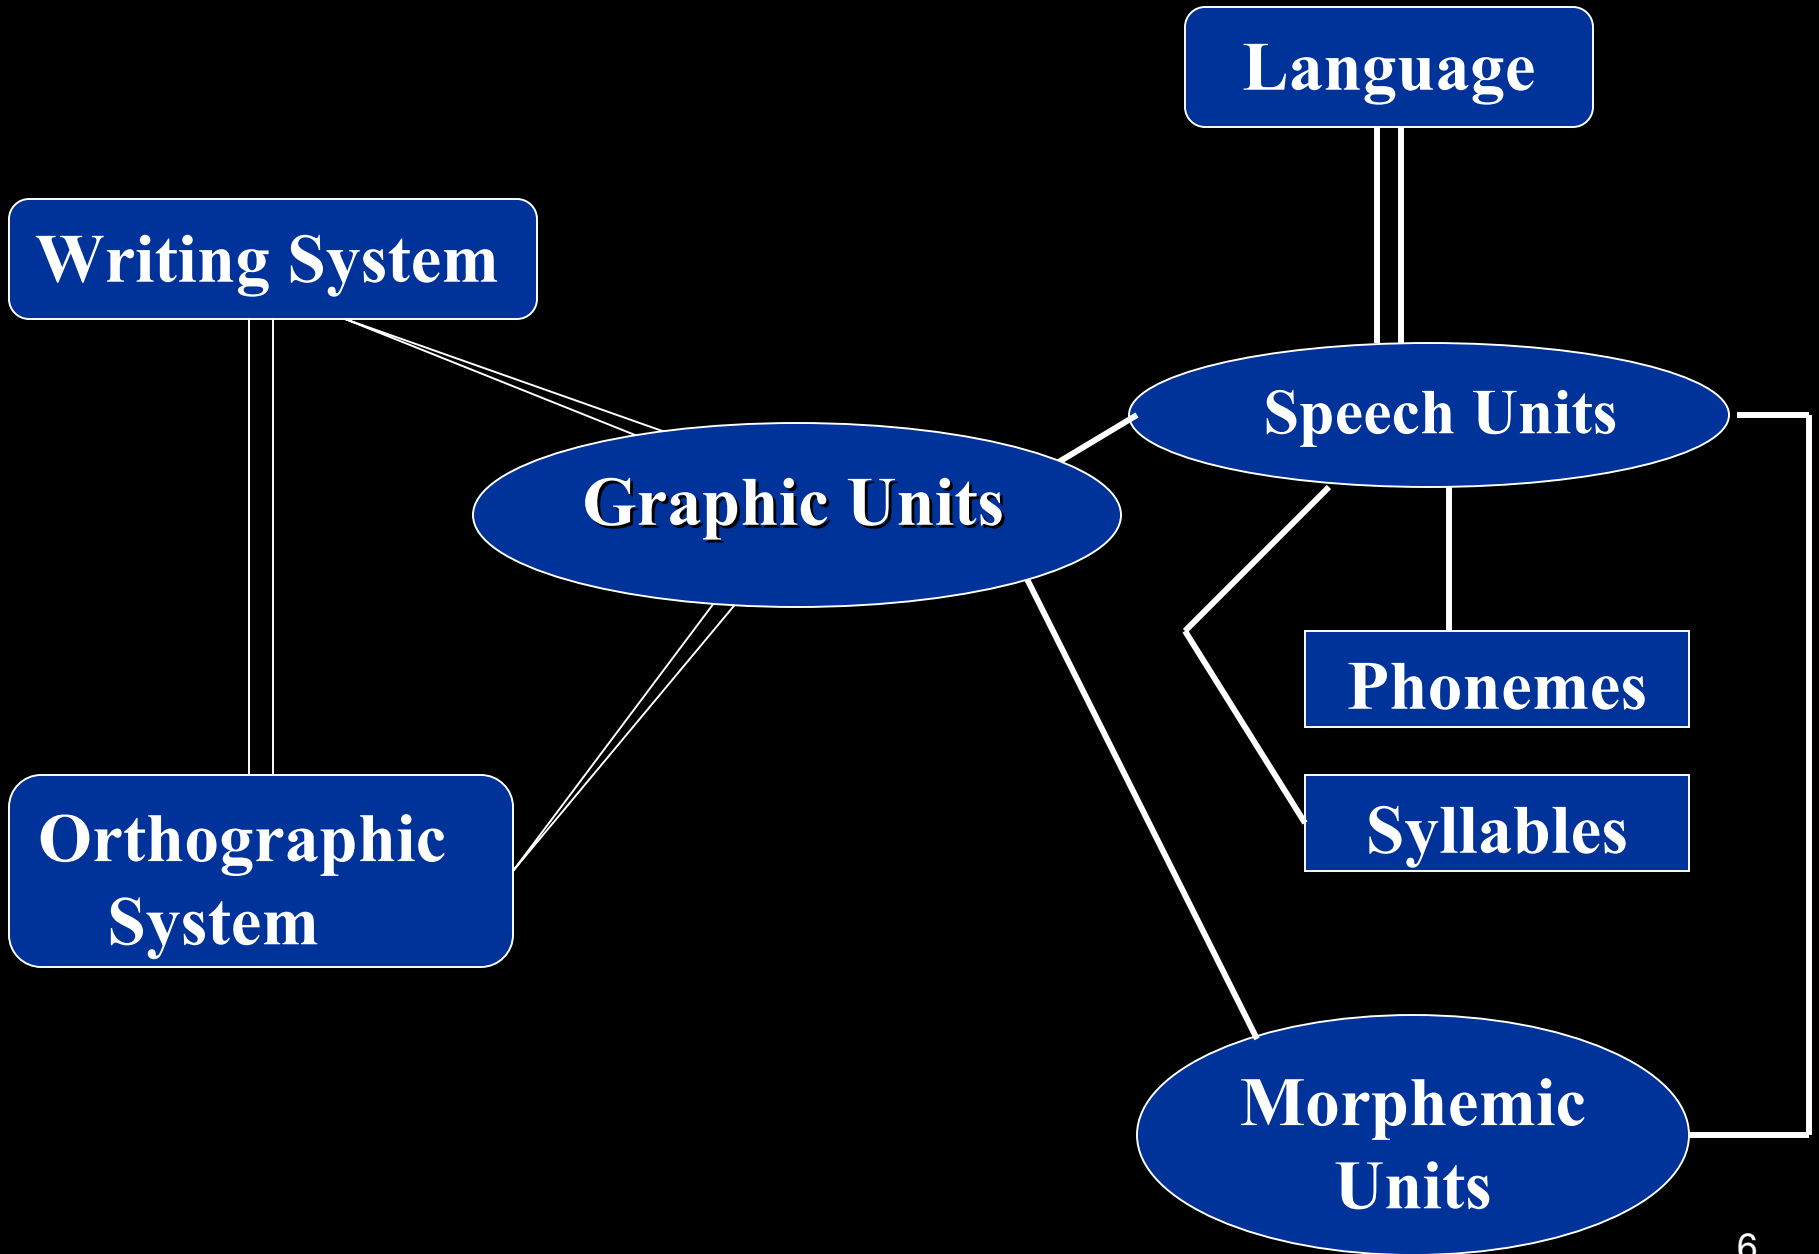 Language
Writing System
Speech Units
Graphic Units
Phonemes
Syllables
Orthographic
System
Morphemic
Units
6